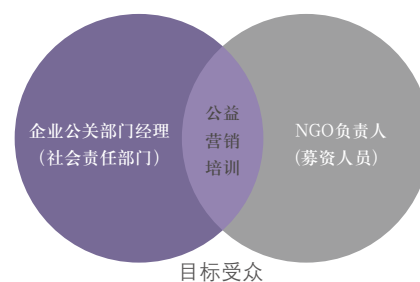 企业公关部门经理
（社会责任部门）
公益
营销
培训
NGO负责人
(募资人员)
目标受众